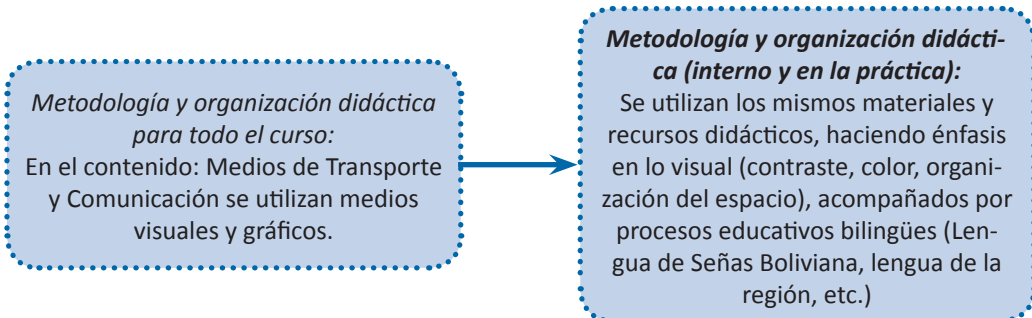 Metodología y organización didáctica
para todo el curso:
En el contenido: Medios de Transporte
y Comunicación se utilizan medios
visuales y gráficos.
Metodología y organización didácti-
ca (interno y en la práctica):
Se utilizan los mismos materiales y
recursos didácticos, haciendo énfasis
en lo visual (contraste, color, organi-
zación del espacio), acompañados por
procesos educativos bilingües (Len-
gua de Señas Boliviana, lengua de la
región, etc.)